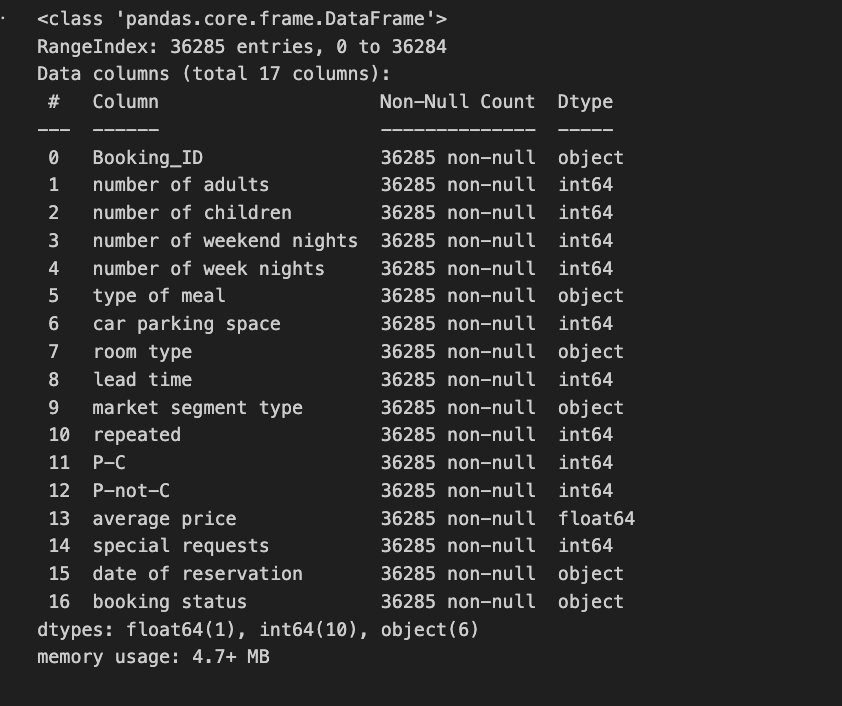 <class 'pandas.core.frame.DataFrame'>
RangeIndex: 36285 entries, 0 to 36284
Data columns (total 17 columns):
 #   Column                    Non-Null Count  Dtype
---  ------                    --------------  -----
 0   Booking_ID                36285 non-null  object
 1   number of adults          36285 non-null  int64
 2   number of children        36285 non-null  int64
 3   number of weekend nights  36285 non-null  int64
 4   number of week nights     36285 non-null  int64
 5   type of meal              36285 non-null  object
 6   car parking space         36285 non-null  int64
 7   room type                 36285 non-null  object
 8   lead time                 36285 non-null  int64
 9   market segment type       36285 non-null  object
 10  repeated                  36285 non-null  int64
 11  P-C                       36285 non-null  int64
 12  P-not-C                   36285 non-null  int64
 13  average price             36285 non-null  float64
 14  special requests          36285 non-null  int64
 15  date of reservation       36285 non-null  object
 16  booking status            36285 non-null  object
dtypes: float64(1), int64(10), object(6)
memory usage: 4.7+ MB